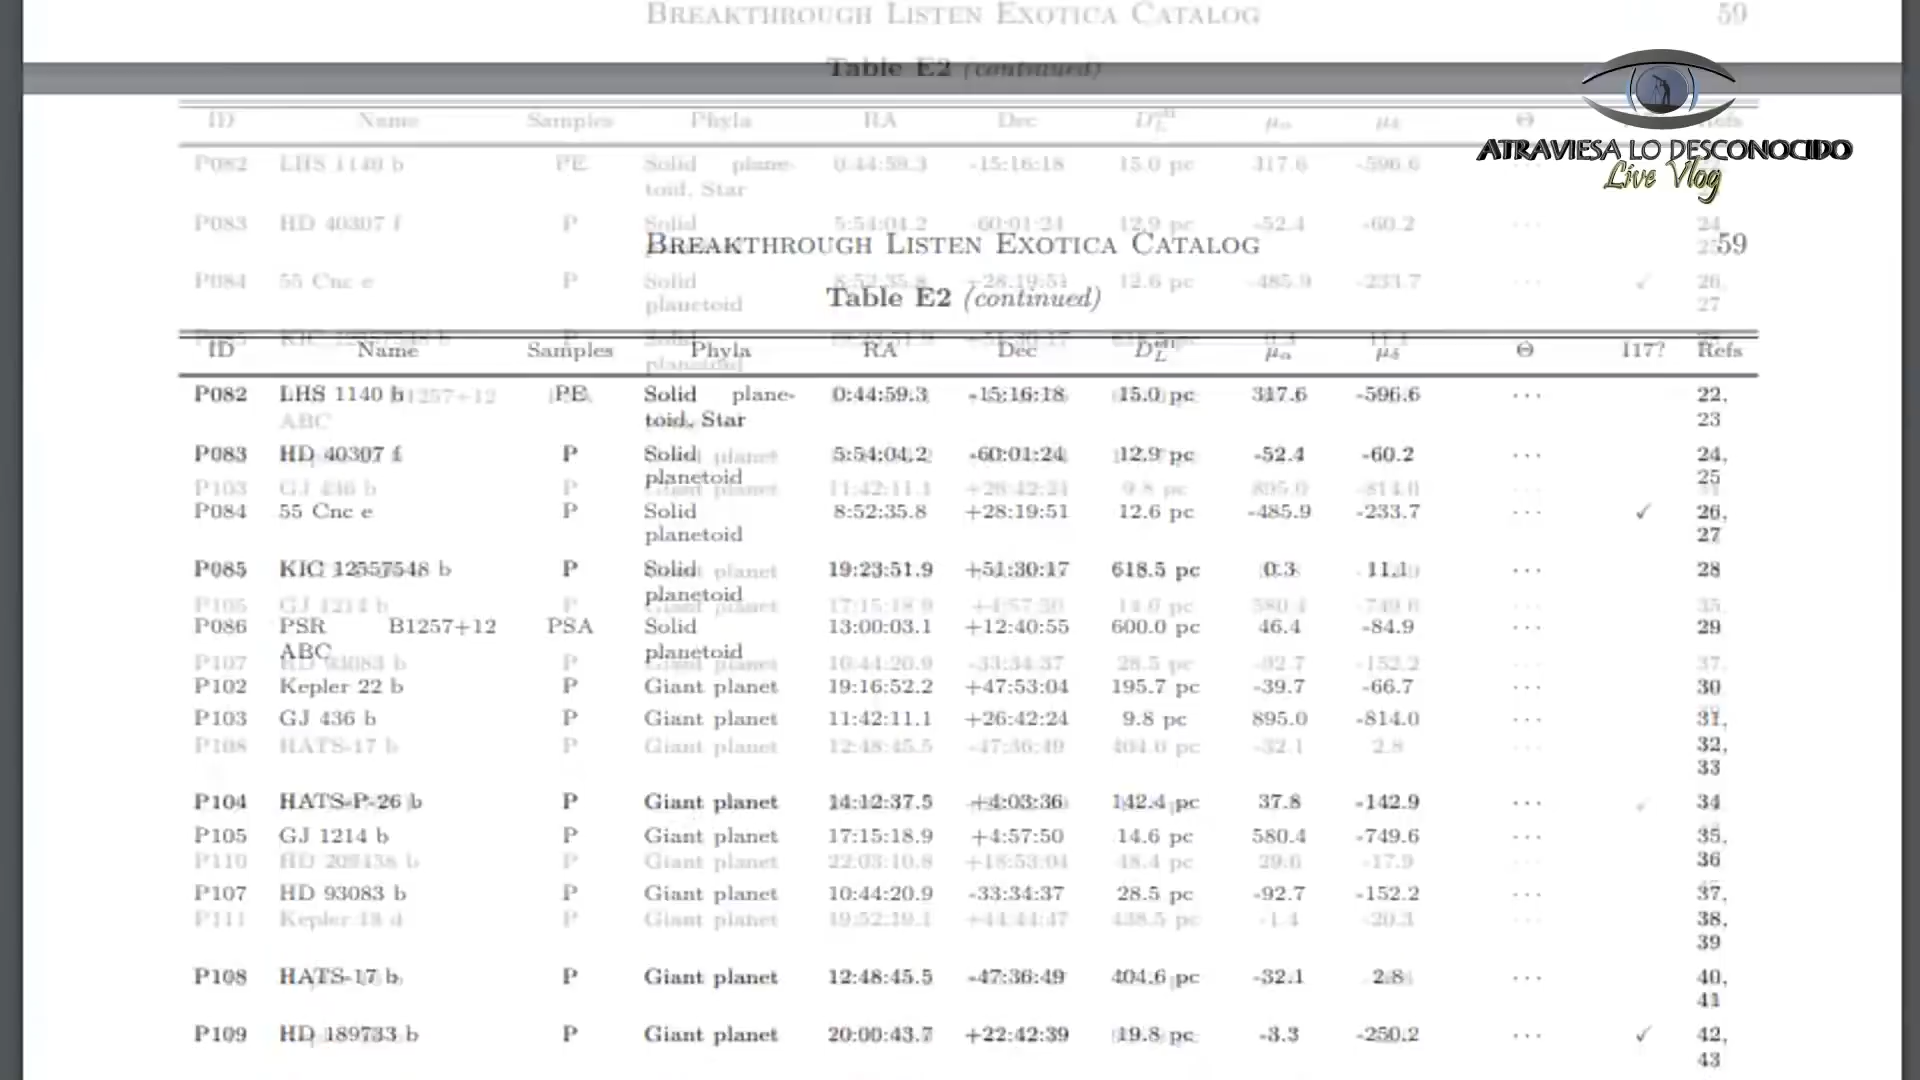 BREAKTHROUGH LISTEN EXOTICA CATALOG 59
Table E2 (continued)
ATRAVIESA LO DESCONOCIDO
Live Vlog
BREAKTHROUGH LISTEN EXOTICA CATALOG 59
Table E2 (continued)
ID Name Samples Phyla RA Dec μα μδ Θ I17? Refs
P082 LHS 1140 b PE Solid plane- 0:44:59.3 -15:16:18 15.0 pc 317.6 -596.6 ··· 22,
toid, Star 23
P083 HD 40307 f P Solid 5:54:04.2 -60:01:24 12.9 pc -52.4 -60.2 ··· 24,
planetoid 25
P084 55 Cnc e P Solid 8:52:35.8 +28:19:51 12.6 pc -485.9 -233.7 ··· ✓ 26,
planetoid 27
P085 KIC 12557548 b P Solid 19:23:51.9 +51:30:17 618.5 pc 0.3 11.1 ··· 28
planetoid
P086 PSR B1257+12 PSA Solid 13:00:03.1 +12:40:55 600.0 pc 46.4 -84.9 ··· 29
ABC planetoid
P102 Kepler 22 b P Giant planet 19:16:52.2 +47:53:04 195.7 pc -39.7 -66.7 ··· 30
P103 GJ 436 b P Giant planet 11:42:11.1 +26:42:24 9.8 pc 895.0 -814.0 ··· 31,
32,
33
P104 HATS-P-26 b P Giant planet 14:12:37.5 +4:03:36 142.4 pc 37.8 -142.9 ··· 34
P105 GJ 1214 b P Giant planet 17:15:18.9 +4:57:50 14.6 pc 580.4 -749.6 ··· 35,
36
P107 HD 93083 b P Giant planet 10:44:20.9 -33:34:37 28.5 pc -92.7 -152.2 ··· 37,
38,
39
P108 HATS-17 b P Giant planet 12:48:45.5 -47:36:49 404.6 pc -32.1 2.8 ··· 40,
41
P109 HD 189733 b P Giant planet 20:00:43.7 +22:42:39 19.8 pc -3.3 -250.2 ··· ✓ 42,
43